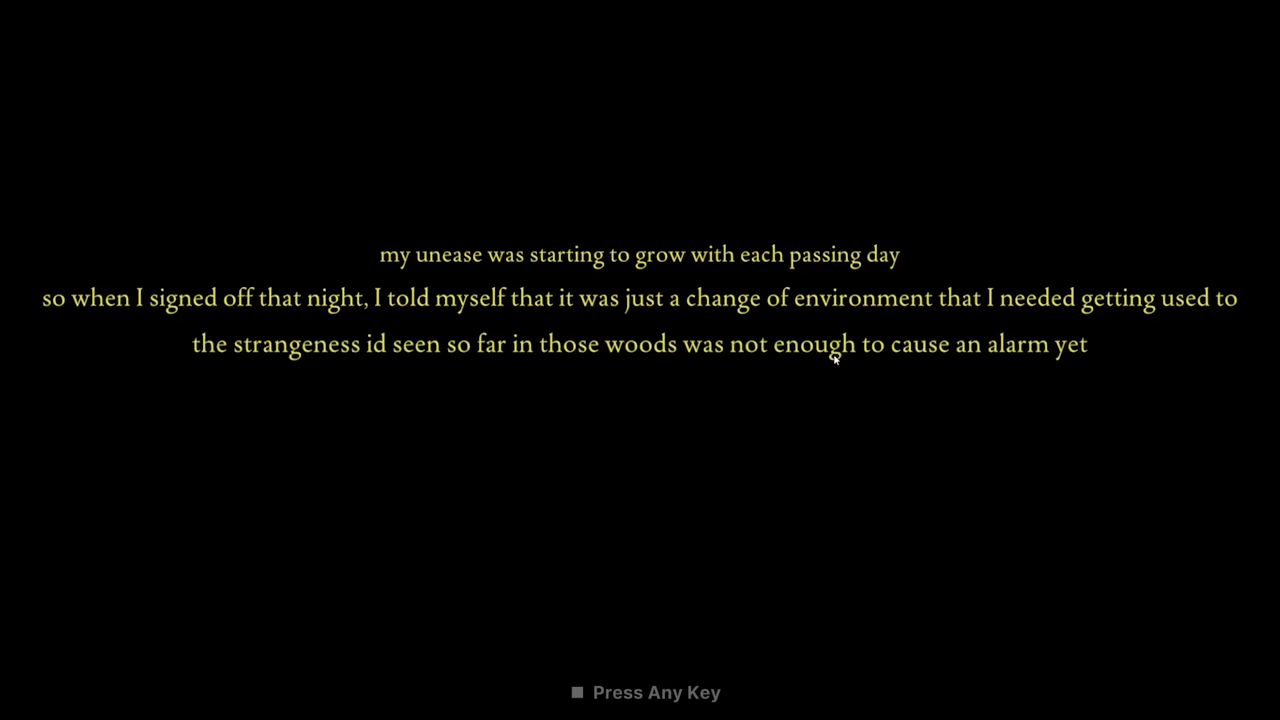 my unease was starting to grow with each passing day
so when I signed off that night, I told myself that it was just a change of environment that I needed getting used to
the strangeness id seen so far in those woods was not enough to cause an alarm yet
Press Any Key